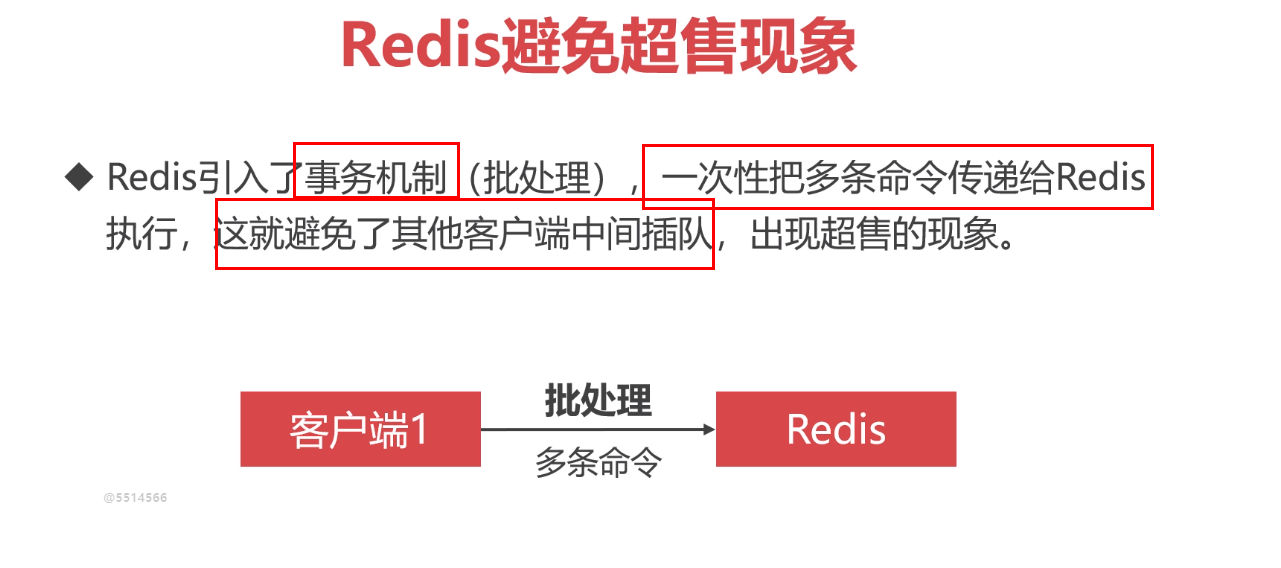 Redis避免超售现象
Redis引入了事务机制（批处理），一次性把多条命令传递给Redis
执行，这就避免了其他客户端中间插队，出现超售的现象。
批处理
客户端1
Redis
多条命令
@5514566